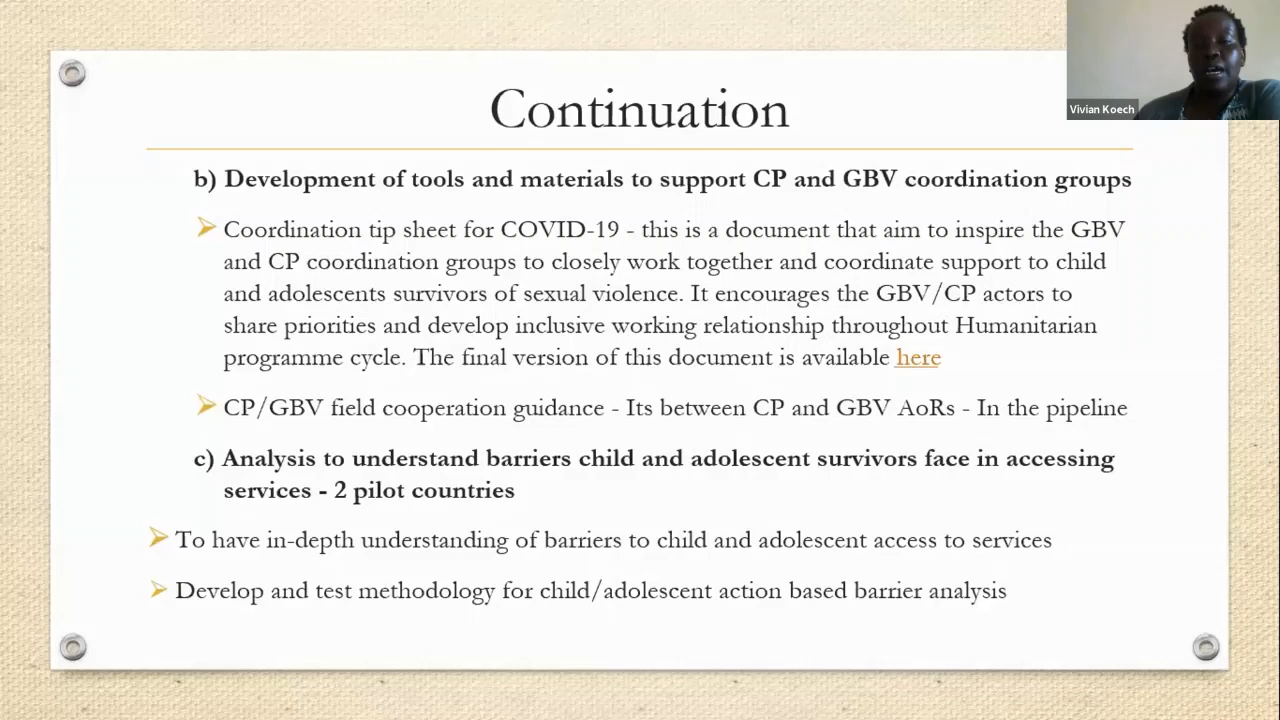 Vivian Koech
Continuation
b) Development of tools and materials to support CP and GBV coordination groups
Coordination tip sheet for COVID-19 - this is a document that aim to inspire the GBV
and CP coordination groups to closely work together and coordinate support to child
and adolescents survivors of sexual violence. It encourages the GBV/CP actors to
share priorities and develop inclusive working relationship throughout Humanitarian
programme cycle. The final version of this document is available here
CP/GBV field cooperation guidance - Its between CP and GBV AoRs - In the pipeline
c) Analysis to understand barriers child and adolescent survivors face in accessing
services - 2 pilot countries
To have in-depth understanding of barriers to child and adolescent access to services
Develop and test methodology for child/adolescent action based barrier analysis